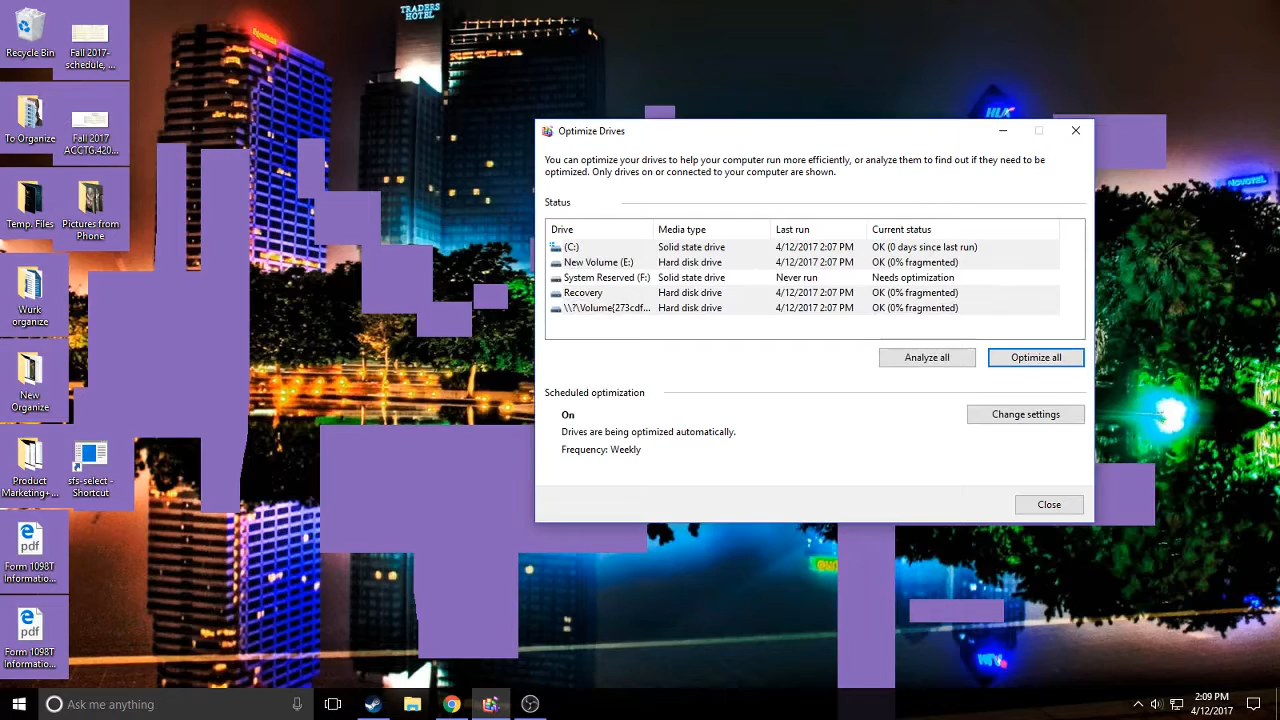 TRADERS
HOTEL
HLX
NOVOTEL
Recycle Bin
Fall 2017-
schedule, ...
To Organize
Fall 2017
ACCTG.420...
Temp. Files
Pictures from
Phone
Wurk
organize
New
Organize
Product
Marketing+...
sfs-select -
Shortcut
Form 1098T
Informatio...
Form 1098T
Informatio...
pdf
pdf
Optimize Drives
You can optimize your drives to help your computer run more efficiently, or analyze them to find out if they need to be
optimized. Only drives on or connected to your computer are shown.
Status
Drive Media type Last run Current status
(C:) Solid state drive 4/12/2017 2:07 PM OK (0 days since last run)
New Volume (E:) Hard disk drive 4/12/2017 2:07 PM OK (0% fragmented)
System Reserved (F:) Solid state drive Never run Needs optimization
Recovery Hard disk drive 4/12/2017 2:07 PM OK (0% fragmented)
\\?\Volume{273cdf... Hard disk drive 4/12/2017 2:07 PM OK (0% fragmented)
Analyze all
Optimize all
Scheduled optimization
On
Change settings
Drives are being optimized automatically.
Frequency: Weekly
Close
Ask me anything
2:09 PM
4/12/2017